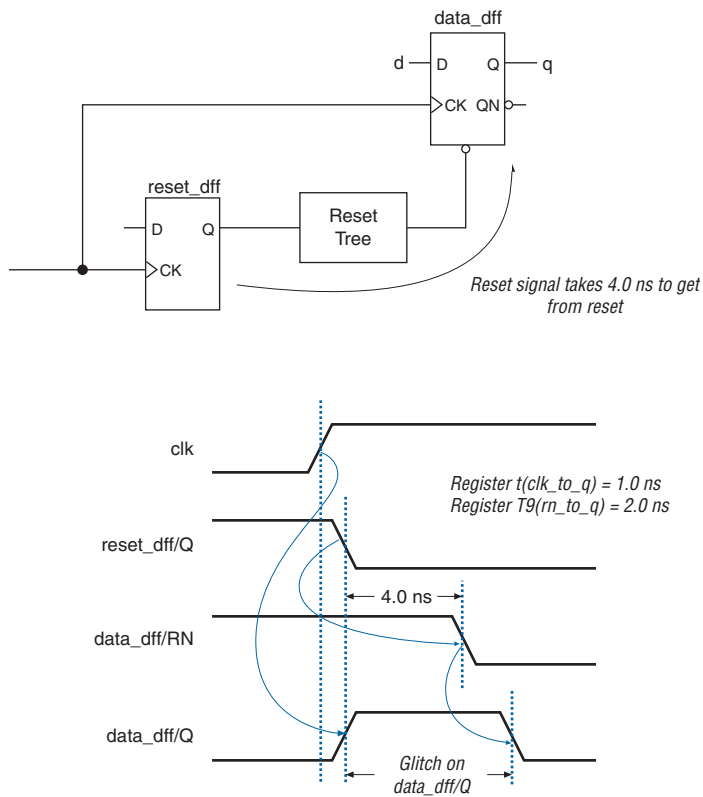 data_dff
d
D
Q
q
CK
QN
reset_dff
D
Q
CK
Reset
Tree
Reset signal takes 4.0 ns to get
from reset
clk
Register t(clk_to_q) = 1.0 ns
Register T9(rn_to_q) = 2.0 ns
reset_dff/Q
4.0 ns
data_dff/RN
data_dff/Q
Glitch on
data_dff/Q